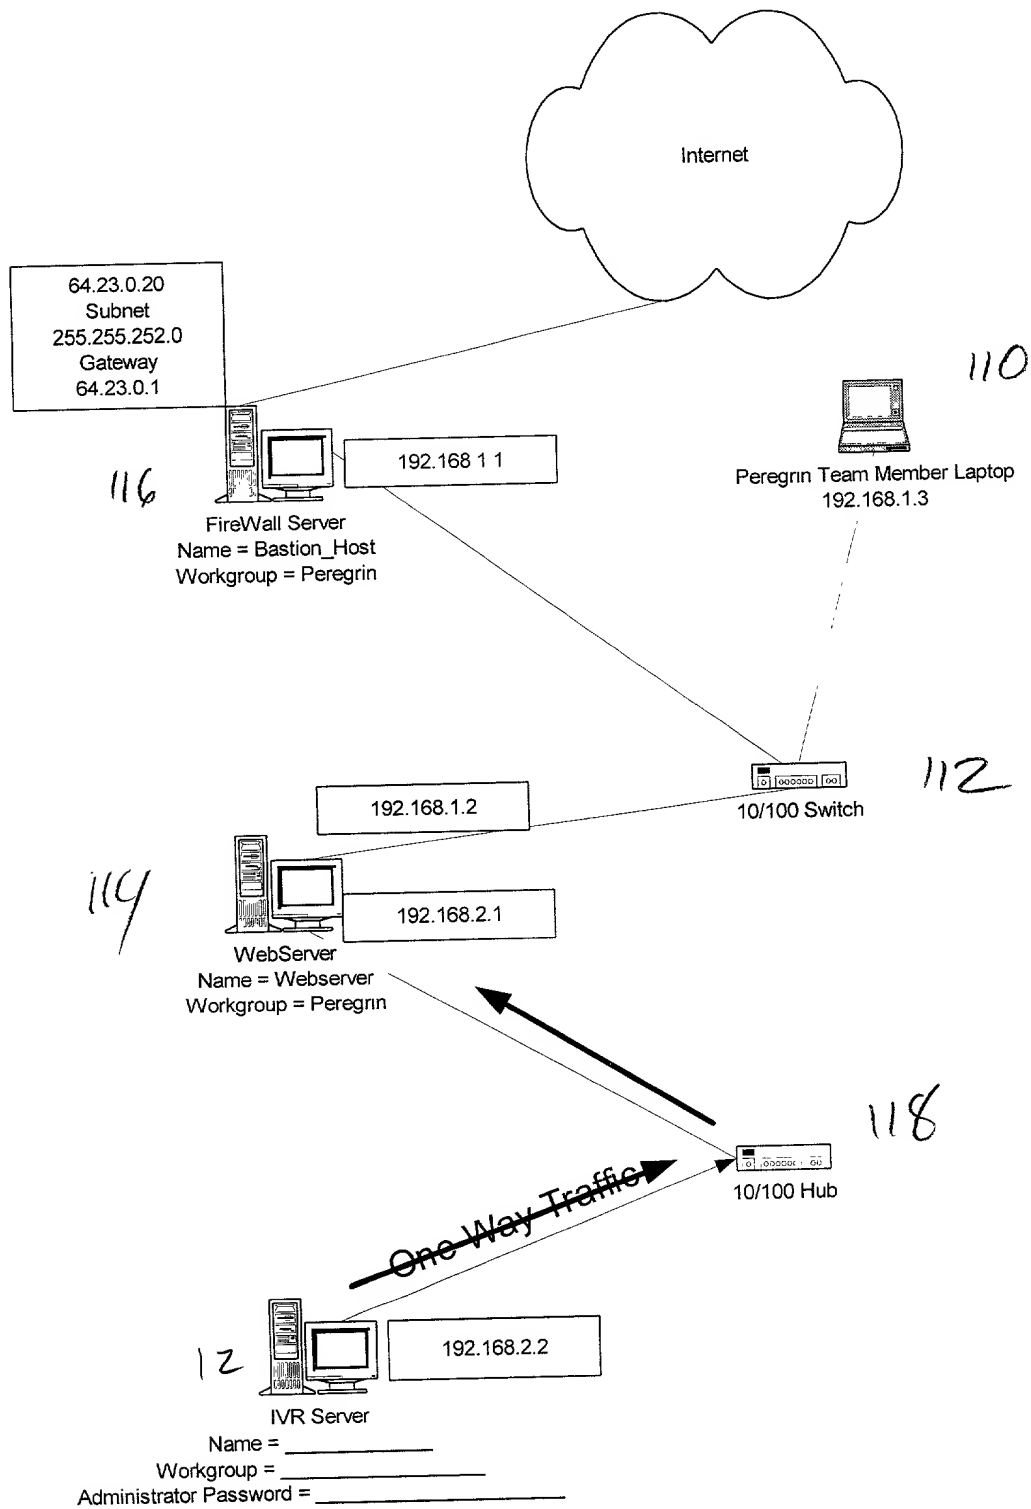 Internet
64.23.0.20
Subnet
255.255.252.0
Gateway
64.23.0.1
110
116
192.168 1 1
Peregrin Team Member Laptop
192.168.1.3
FireWall Server
Name = Bastion_Host
Workgroup = Peregrin
112
10/100 Switch
192.168.1.2
114
192.168.2.1
WebServer
Name = Webserver
Workgroup = Peregrin
118
10/100 Hub
One Way Traffic
12
192.168.2.2
IVR Server
Name =
Workgroup =
Administrator Password =